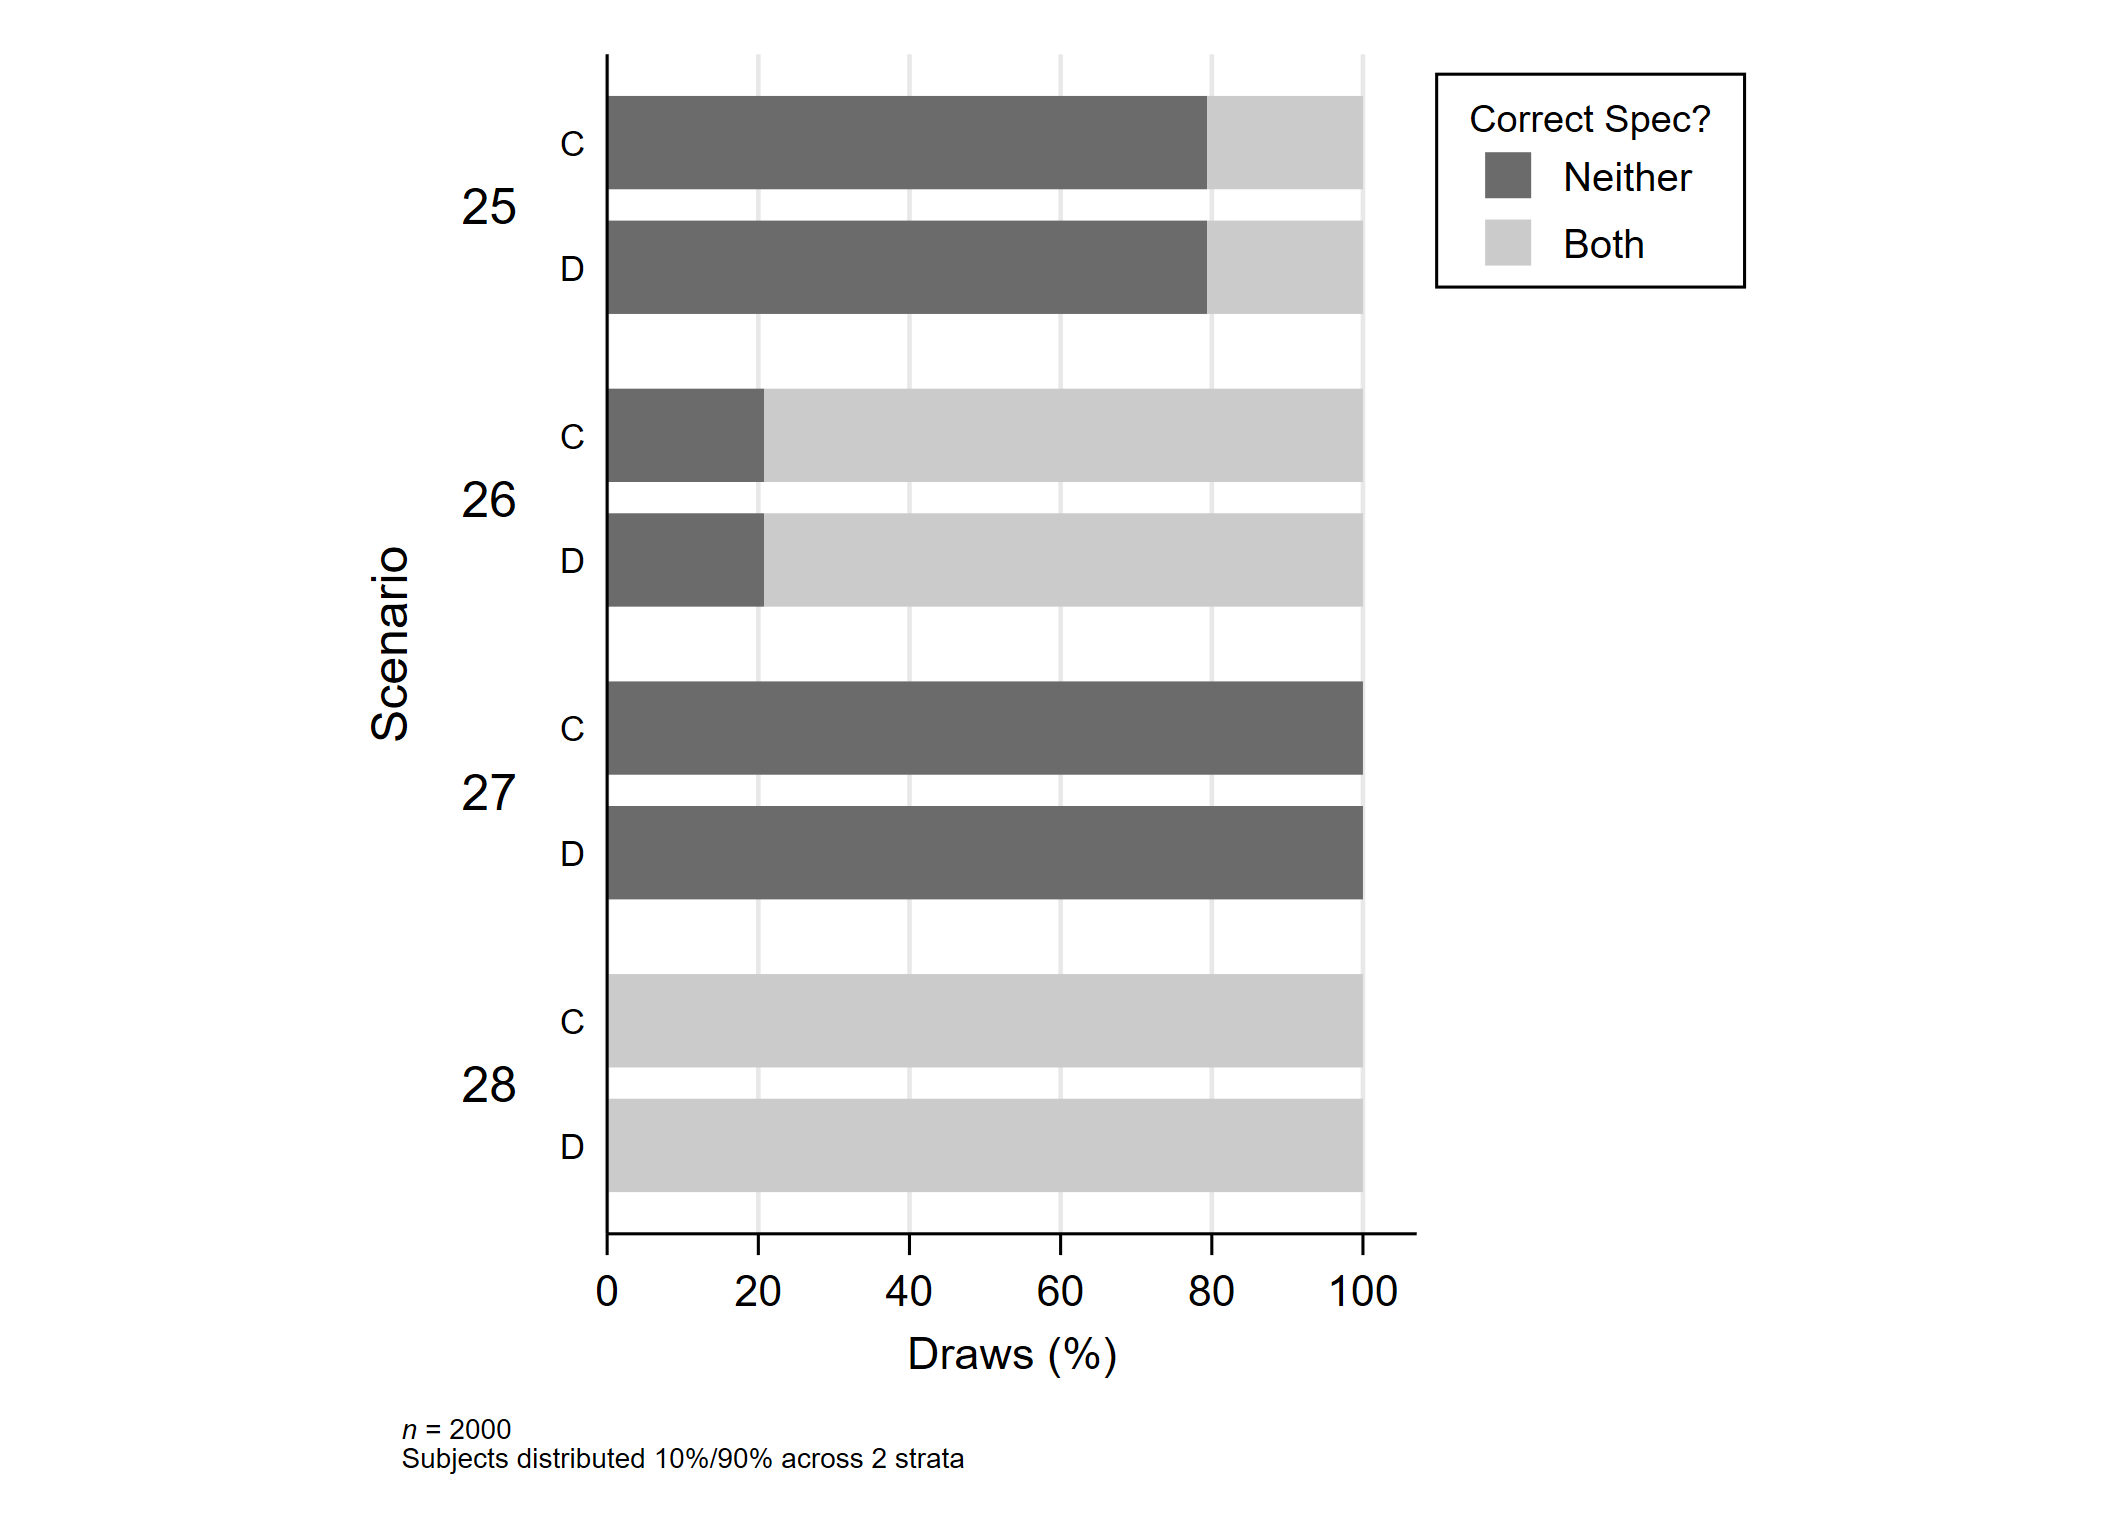 Correct Spec?
Neither
Both
Scenario
25
C
D
26
C
D
27
C
D
28
C
D
0 20 40 60 80 100
Draws (%)
n = 2000
Subjects distributed 10%/90% across 2 strata